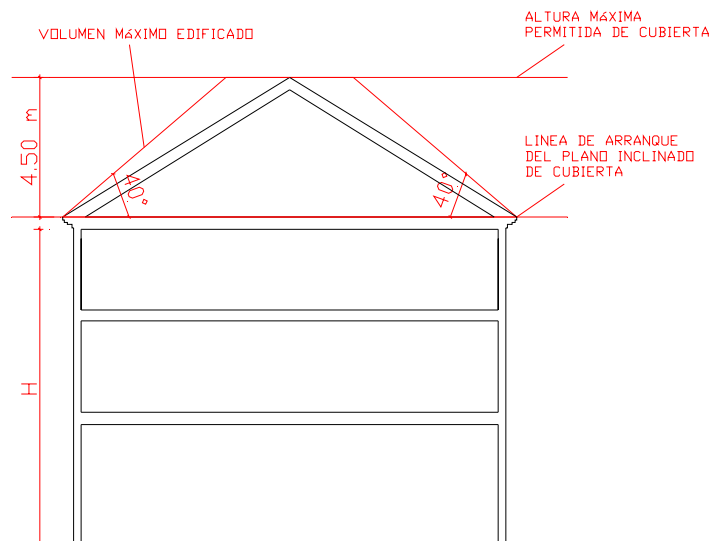 VOLUMEN MáXIMO EDIFICADO
ALTURA MáXIMA
PERMITIDA DE CUBIERTA
4.50 m
40°
40°
LINEA DE ARRANQUE
DEL PLANO INCLINADO
DE CUBIERTA
H